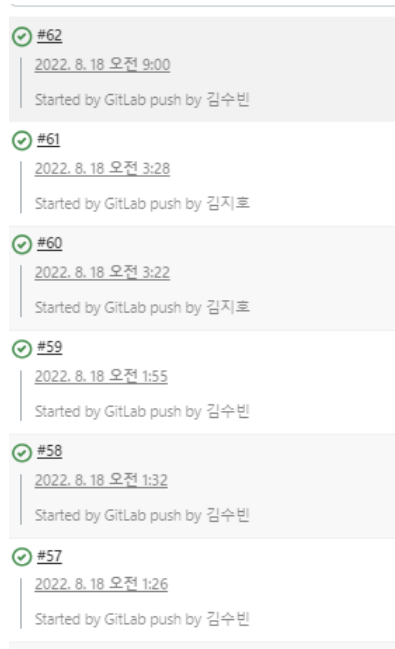 #62
2022. 8. 18 오전 9:00
Started by GitLab push by 김수빈
#61
2022. 8. 18 오전 3:28
Started by GitLab push by 김지호
#60
2022. 8. 18 오전 3:22
Started by GitLab push by 김지호
#59
2022. 8. 18 오전 1:55
Started by GitLab push by 김수빈
#58
2022. 8. 18 오전 1:32
Started by GitLab push by 김수빈
#57
2022. 8. 18 오전 1:26
Started by GitLab push by 김수빈